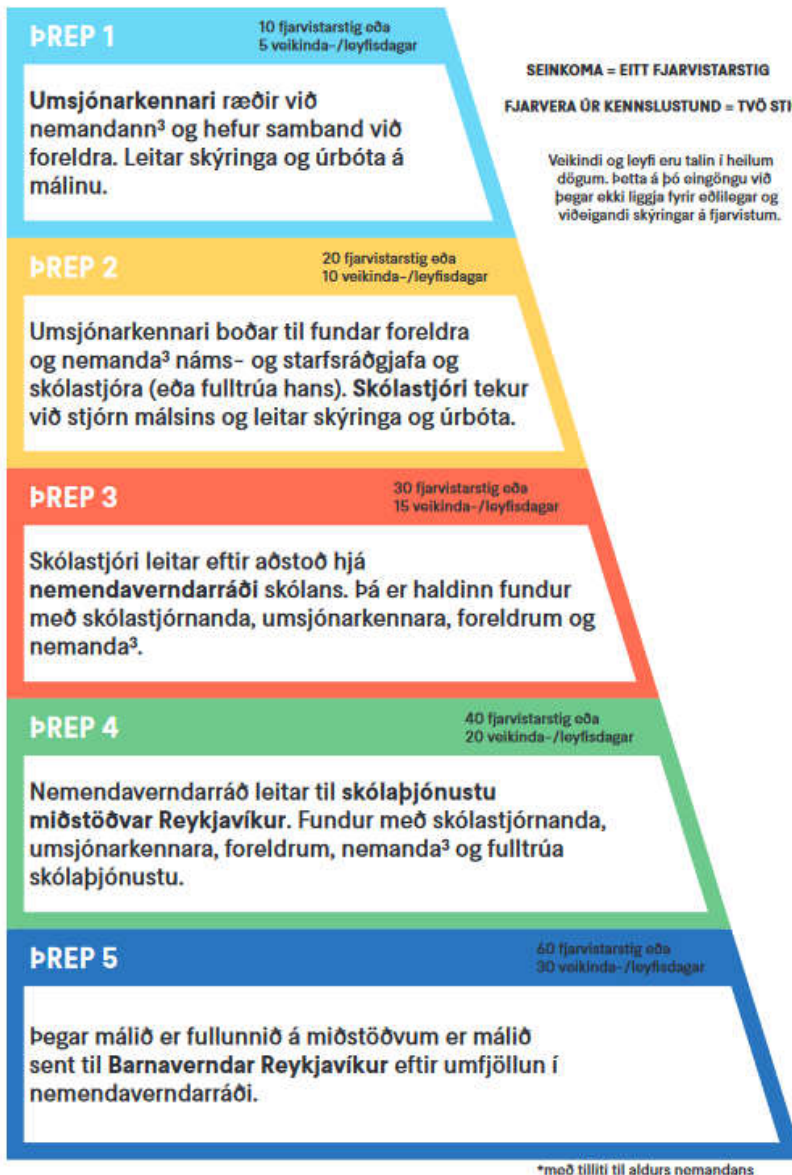 ÞREP 1
10 fjarvistarstig eða
5 veikinda-/leyfisdagar
Umsjónarkennari ræðir við
nemandann³ og hefur samband við
foreldra. Leitar skýringa og úrbóta á
málinu.
SEINKOMA = EITT FJARVISTARSTIG
FJARVERA ÚR KENNSLUSTUND = TVÖ STI
Veikindi og leyfi eru talin í heilum
dögum. Þetta á þó eingöngu við
þegar ekki liggja fyrir eðlilegar og
viðeigandi skýringar á fjarvistum.
ÞREP 2
20 fjarvistarstig eða
10 veikinda-/leyfisdagar
Umsjónarkennari boðar til fundar foreldra
og nemanda³ náms- og starfsráðgjafa og
skólastjóra (eða fulltrúa hans). Skólastjóri tekur
við stjórn málsins og leitar skýringa og úrbóta.
ÞREP 3
30 fjarvistarstig eða
15 veikinda-/leyfisdagar
Skólastjóri leitar eftir aðstoð hjá
nemendaverndarráði skólans. Þá er haldinn fundur
með skólastjórnanda, umsjónarkennara, foreldrum og
nemanda³.
ÞREP 4
40 fjarvistarstig eða
20 veikinda-/leyfisdagar
Nemendaverndarráð leitar til skólaþjónustu
miðstöðvar Reykjavíkur. Fundur með skólastjórnanda,
umsjónarkennara, foreldrum, nemanda³ og fulltrúa
skólaþjónustu.
ÞREP 5
60 fjarvistarstig eða
30 veikinda-/leyfisdagar
Þegar málið er fullunnið á miðstöðvum er málið
sent til Barnaverndar Reykjavíkur eftir umfjöllun í
nemendaverndarráði.
*með tilliti til aldurs nemandans